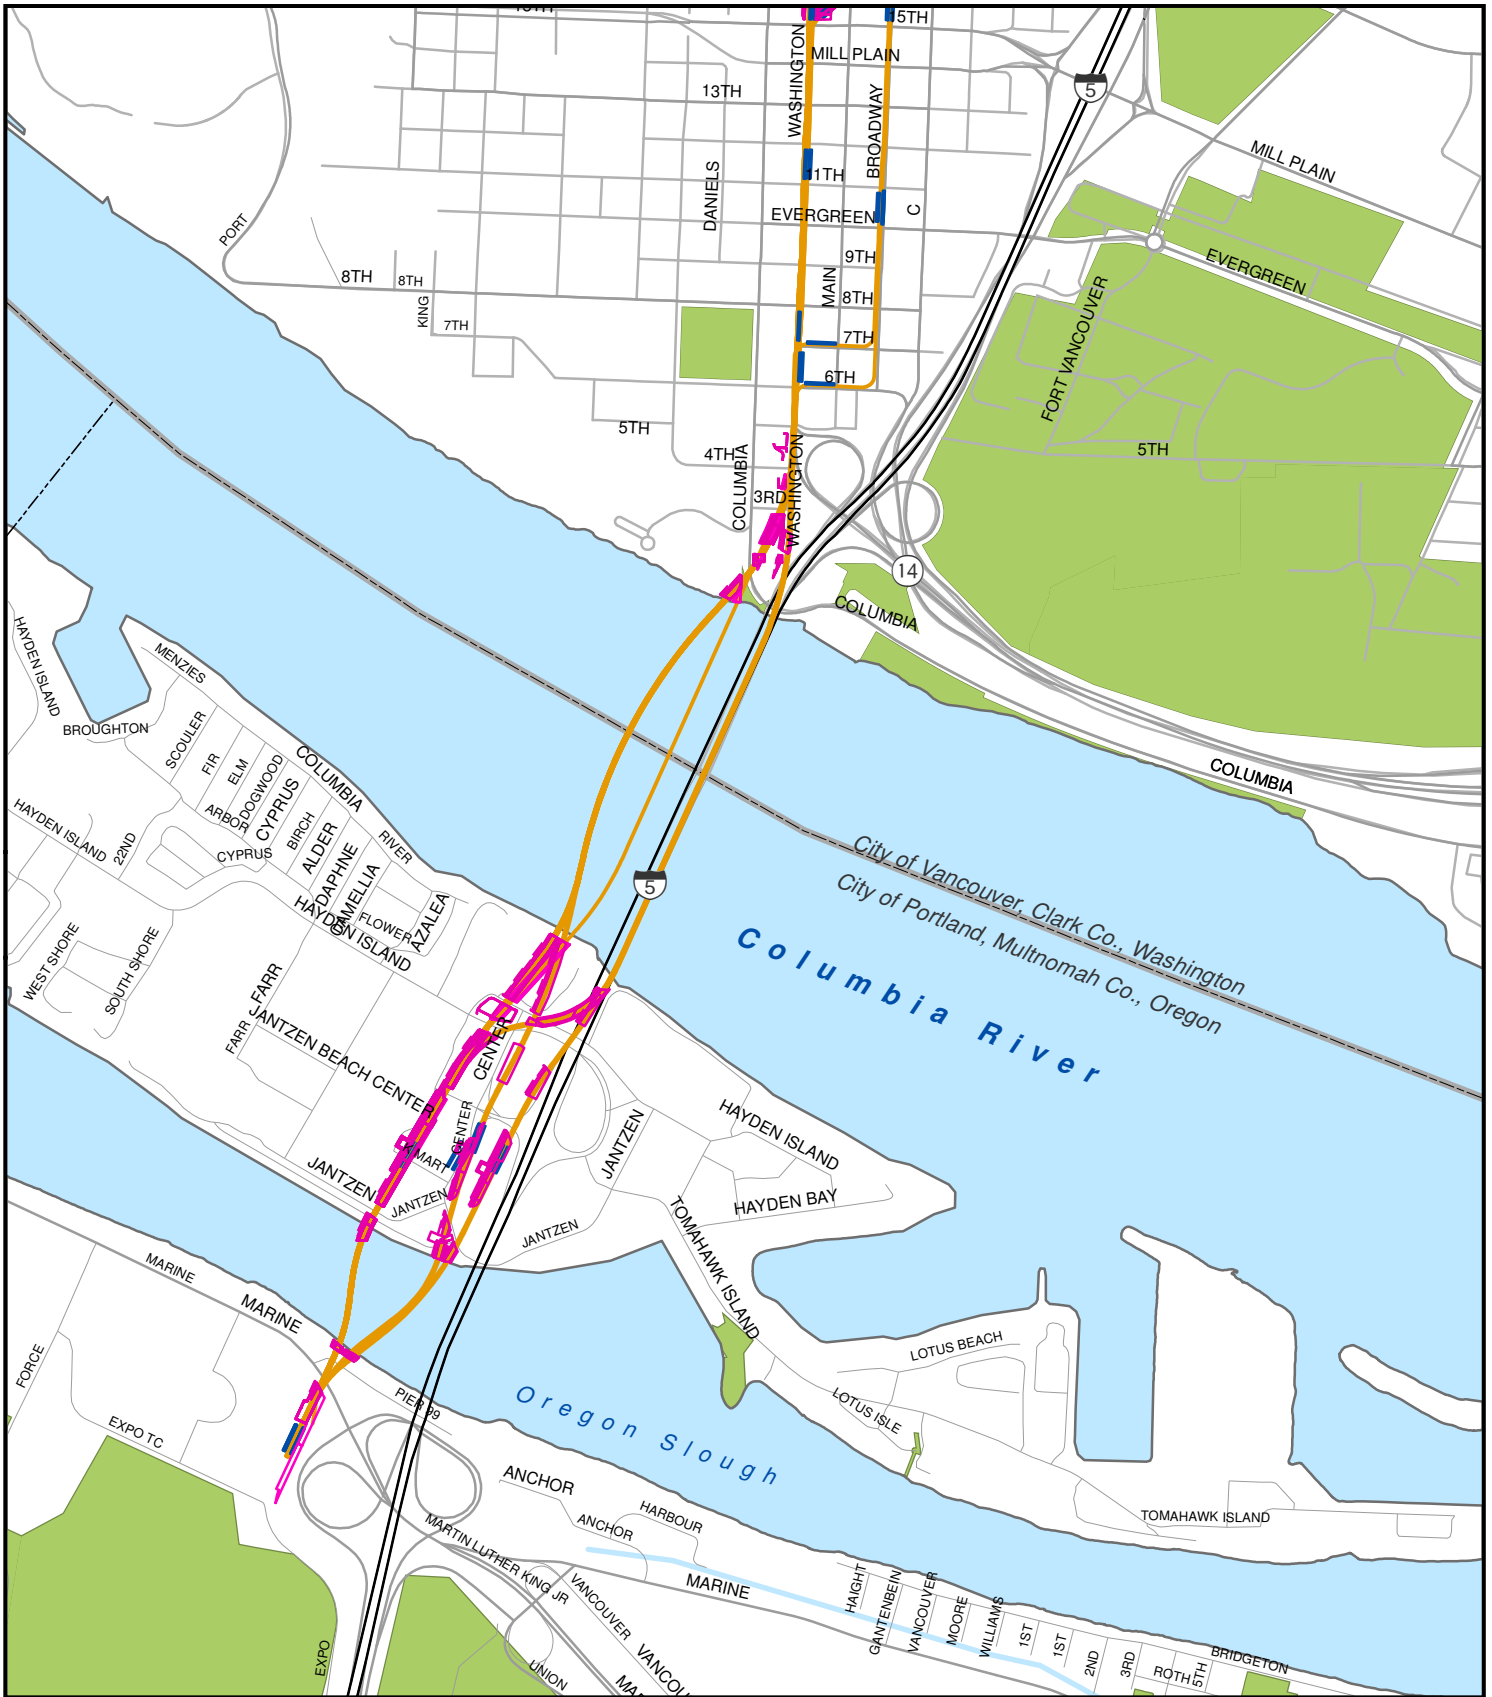 15TH
WASHINGTON
MILL PLAIN
5
13TH
BROADWAY
MILL PLAIN
11TH
DANIELS
C
EVERGREEN
PORT
9TH
EVERGREEN
8TH
8TH
KING
MAIN
8TH
FORT VANCOUVER
7TH
7TH
6TH
5TH
4TH
COLUMBIA
WASHINGTON
5TH
3RD
14
COLUMBIA
HAYDEN ISLAND
MENZIES
BROUGHTON
SCOULER
FIR
ELM
DOGWOOD
COLUMBIA
COLUMBIA
ARBOR
CYPRUS
BIRCH
ALDER
RIVER
HAYDEN ISLAND
22ND
CYPRUS
DAPHNE
CAMELLIA
5
City of Vancouver, Clark Co., Washington
City of Portland, Multnomah Co., Oregon
HAYDEN ISLAND
FLOWER
AZALEA
WEST SHORE
SOUTH SHORE
FARR
Columbia River
FARR
JANTZEN BEACH CENTER
CENTER
CENTER
HAYDEN ISLAND
JANTZEN
K MART
JANTZEN
JANTZEN
HAYDEN BAY
JANTZEN
TOMAHAWK ISLAND
MARINE
MARINE
FORCE
LOTUS BEACH
PIER 99
LOTUS ISLE
EXPO TC
Oregon Slough
ANCHOR
HARBOUR
ANCHOR
TOMAHAWK ISLAND
MARTIN LUTHER KING JR
MARINE
VANCOUVER
HAIGHT
GANTENBEIN
VANCOUVER
MOORE
WILLIAMS
1ST
1ST
2ND
3RD
ROTH
5TH
BRIDGETON
EXPO
UNION